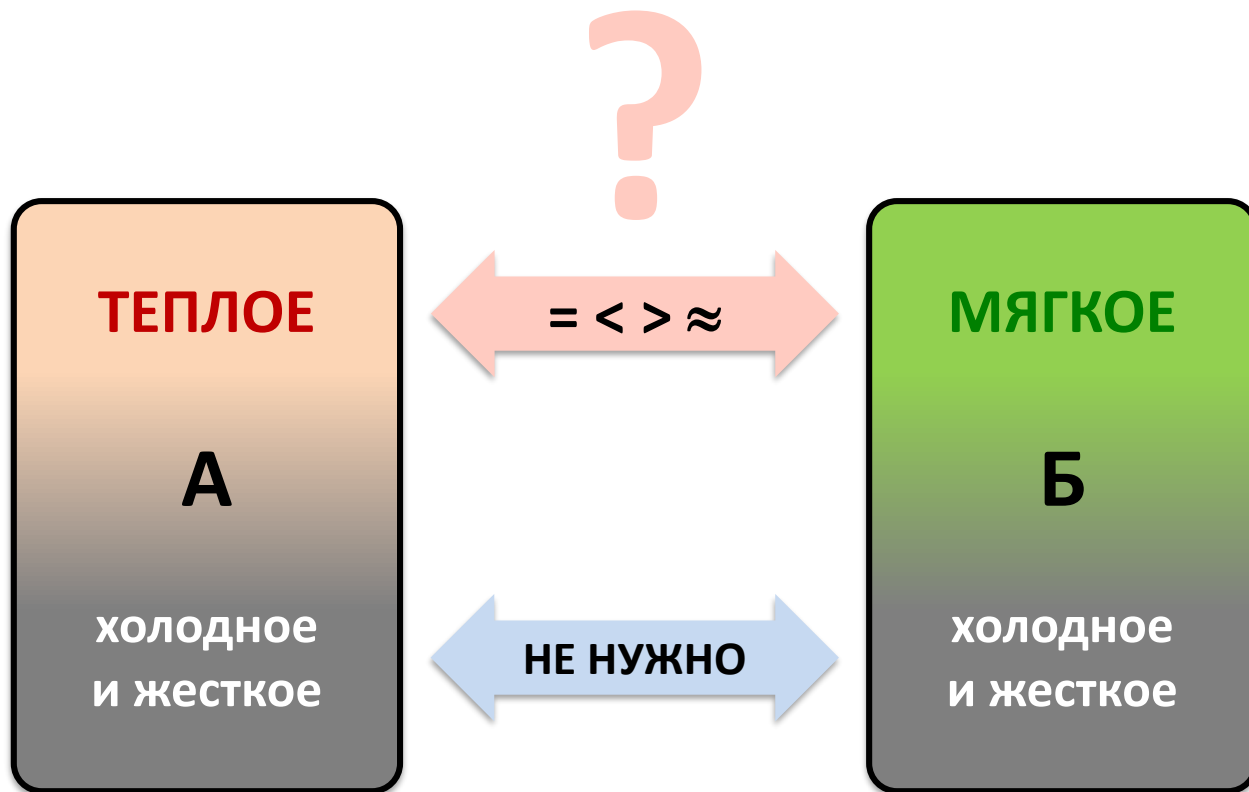 ?
ТЕПЛОЕ
= < > ≈
МЯГКОЕ
А
Б
холодное
и жесткое
НЕ НУЖНО
холодное
и жесткое